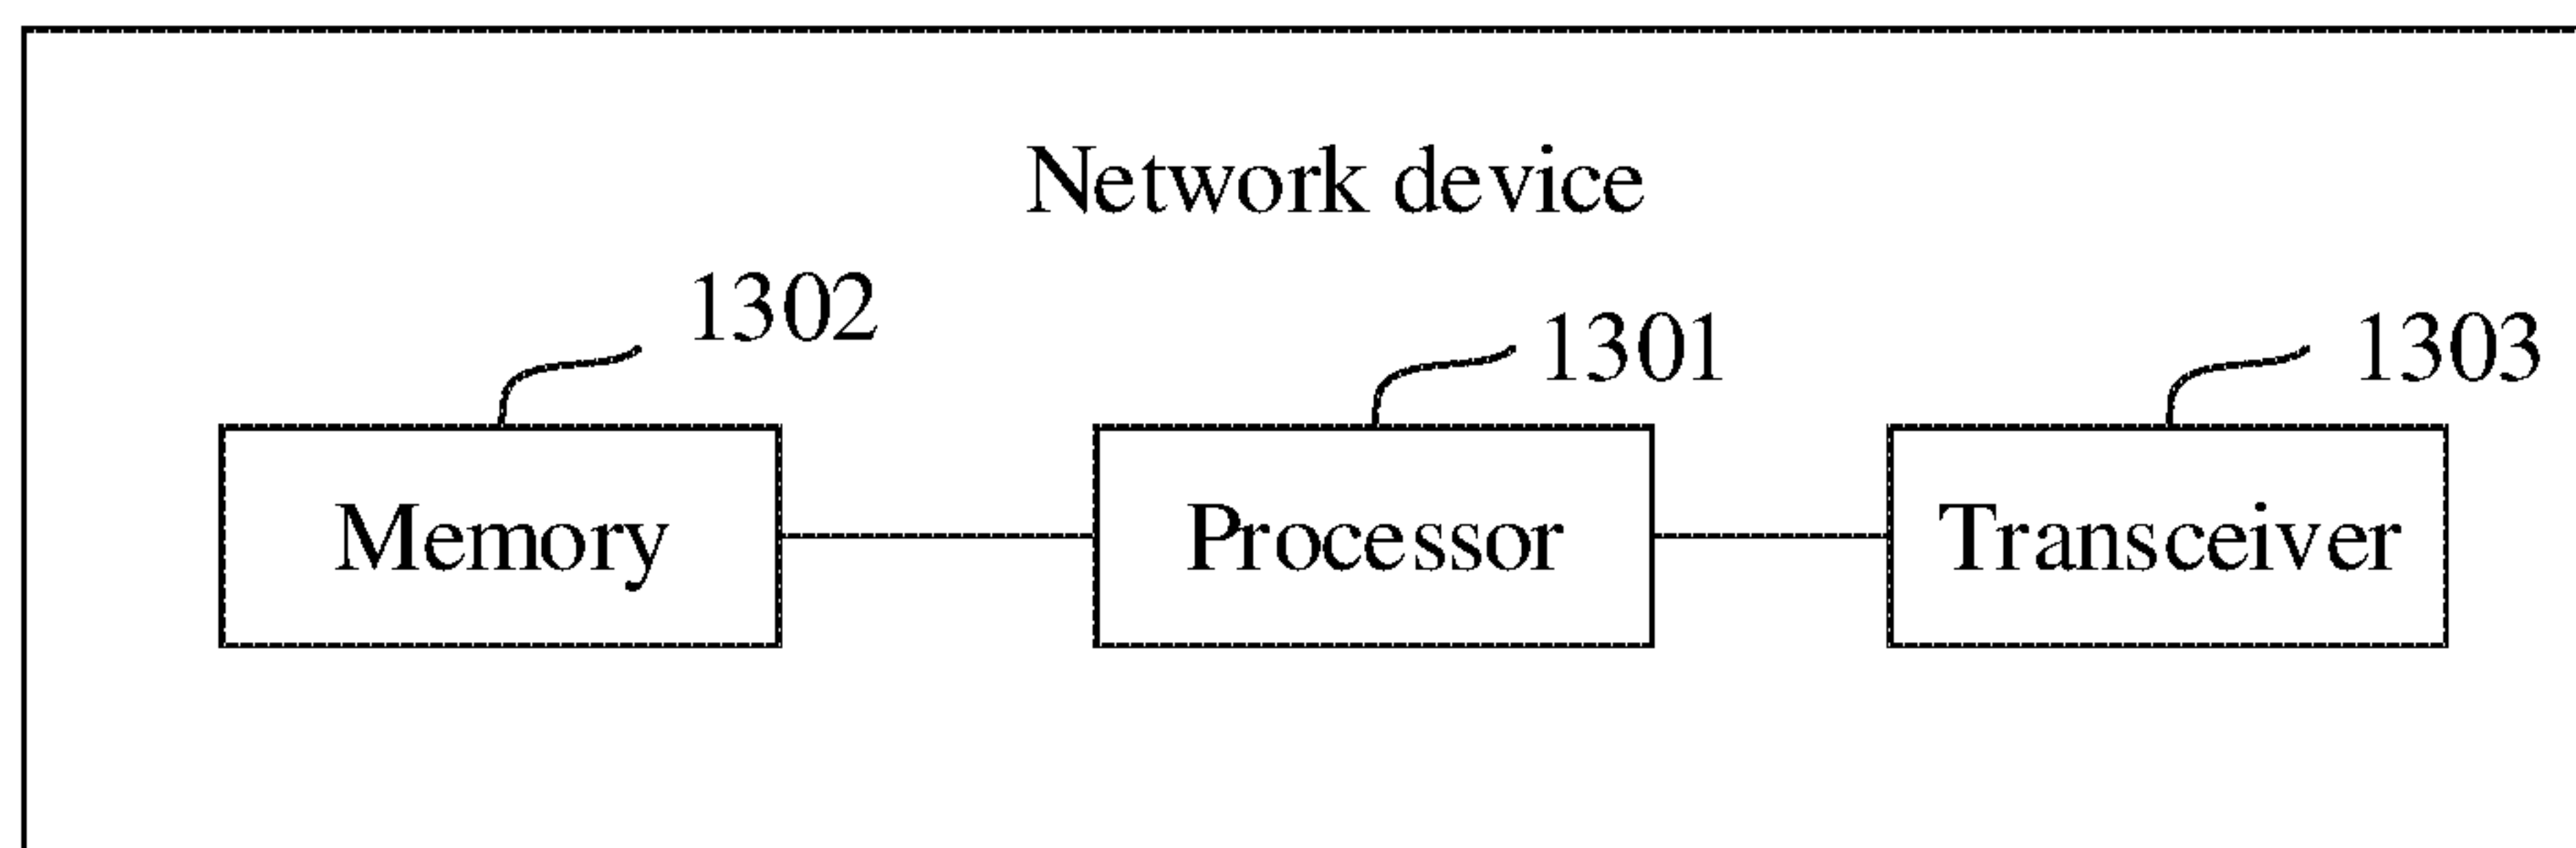 Network device
1302
1301
1303
Memory
Processor
Transceiver